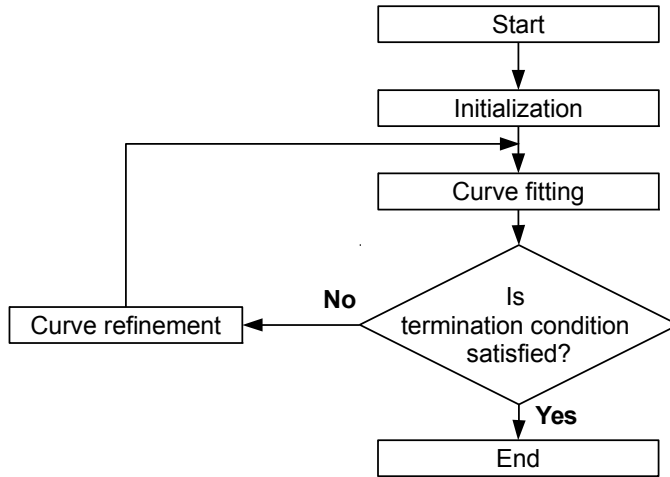 Start
Initialization
Curve fitting
Is
termination condition
satisfied?
No
Curve refinement
Yes
End